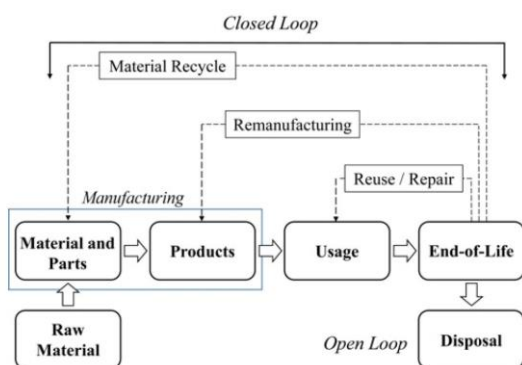 Closed Loop
Material Recycle
Remanufacturing
Reuse / Repair
Manufacturing
Material and
Parts
Products
Usage
End-of-Life
Raw
Material
Open Loop
Disposal